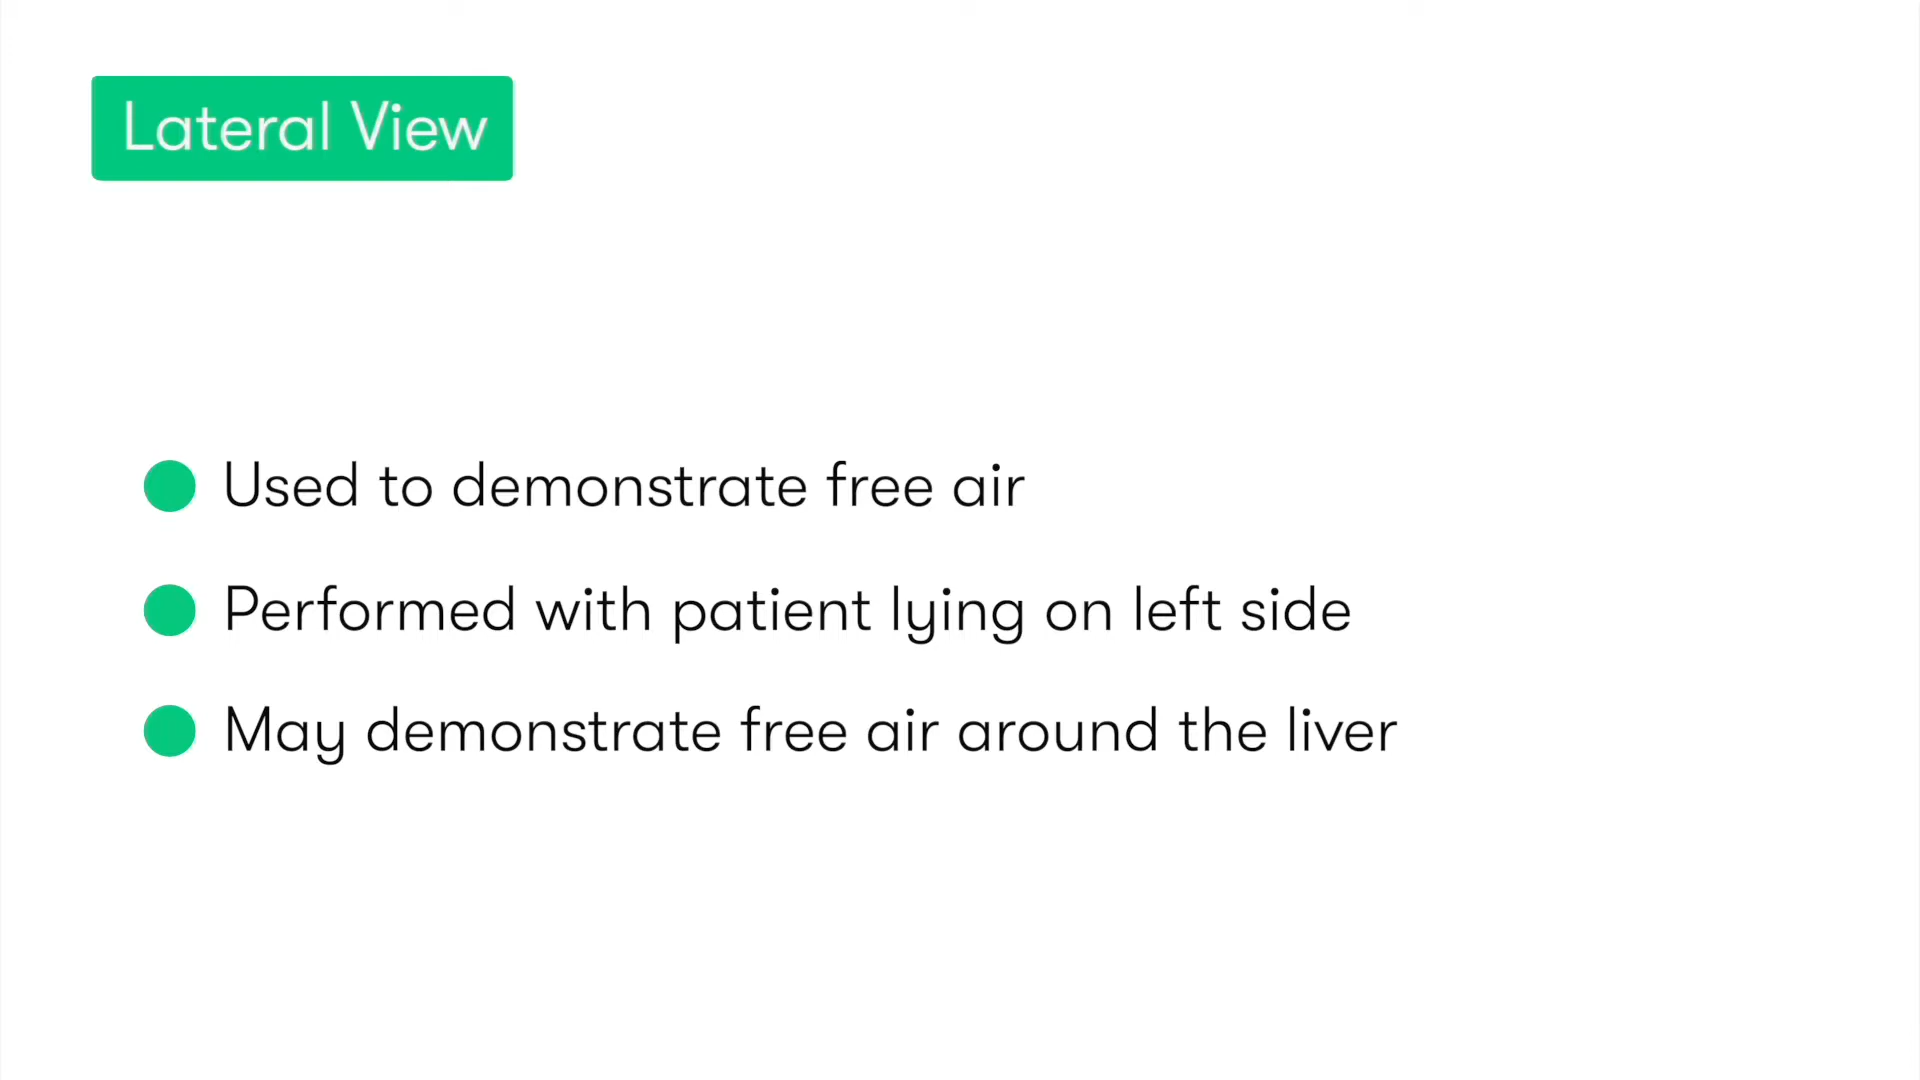 Lateral View
Used to demonstrate free air
Performed with patient lying on left side
May demonstrate free air around the liver